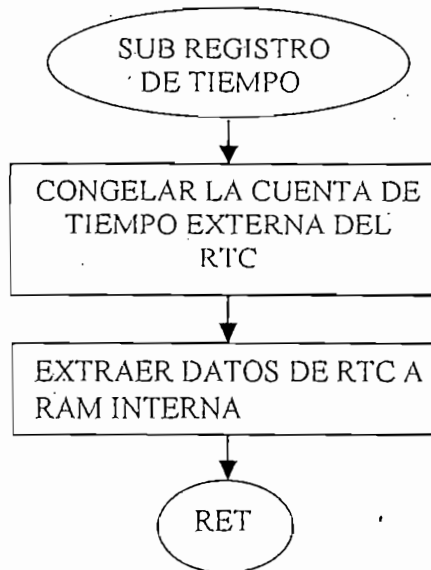 SUB REGISTRO
DE TIEMPO
CONGELAR LA CUENTA DE
TIEMPO EXTERNA DEL
RTC
EXTRAER DATOS DE RTC A
RAM INTERNA
RET